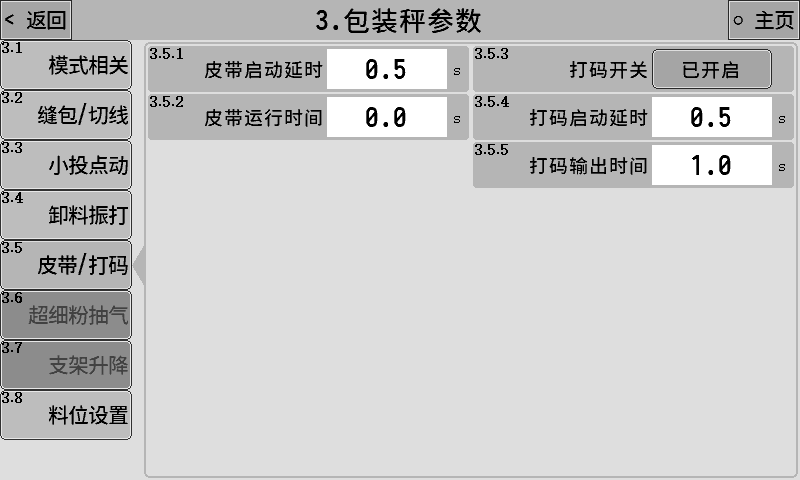 < 返回
3.包装秤参数
○ 主页
3.1 模式相关
3.2 缝包/切线
3.3 小投点动
3.4 卸料振打
3.5 皮带/打码
3.6 超细粉抽气
3.7 支架升降
3.8 料位设置
3.5.1 皮带启动延时 0.5 s
3.5.2 皮带运行时间 0.0 s
3.5.3 打码开关 已开启
3.5.4 打码启动延时 0.5 s
3.5.5 打码输出时间 1.0 s